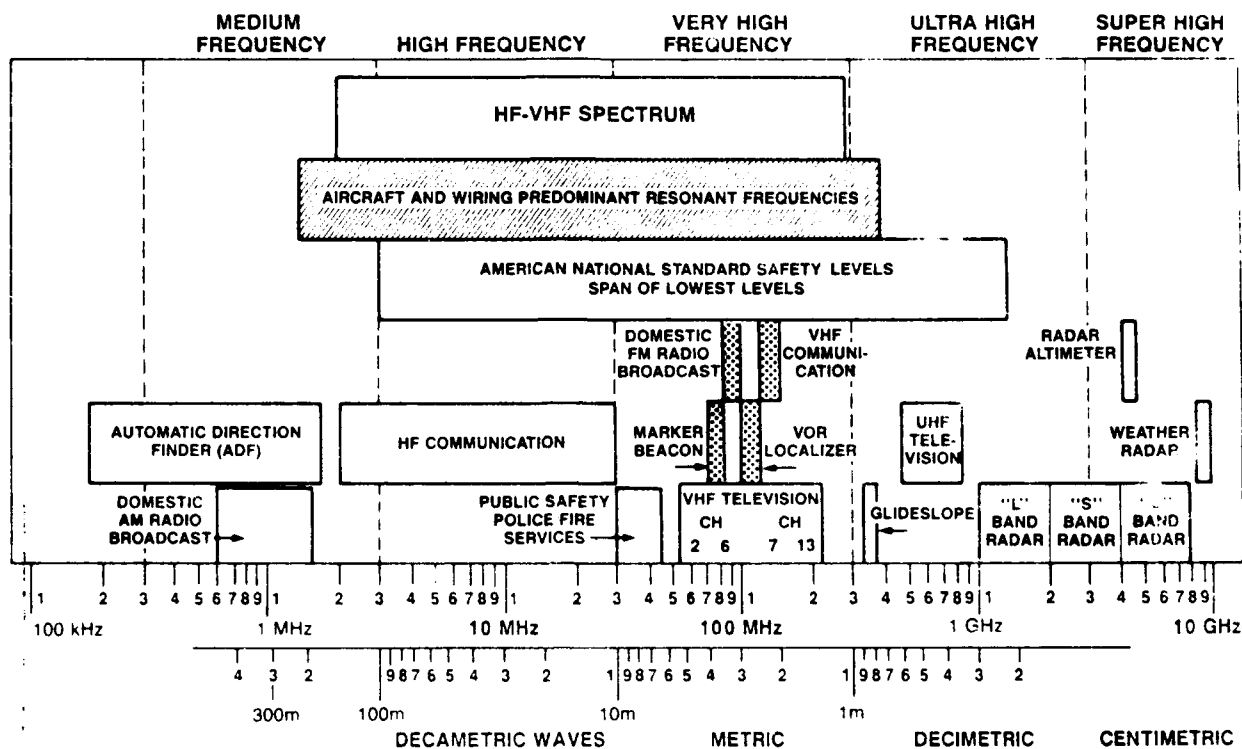 MEDIUM FREQUENCY
HIGH FREQUENCY
VERY HIGH FREQUENCY
ULTRA HIGH FREQUENCY
SUPER HIGH FREQUENCY
HF-VHF SPECTRUM
AIRCRAFT AND WIRING PREDOMINANT RESONANT FREQUENCIES
AMERICAN NATIONAL STANDARD SAFETY LEVELS
SPAN OF LOWEST LEVELS
DOMESTIC
FM RADIO
BROADCAST
VHF
COMMUNI-
CATION
RADAR
ALTIMETER
AUTOMATIC DIRECTION
FINDER (ADF)
HF COMMUNICATION
MARKER
BEACON
VOR
LOCALIZER
UHF
TELE-
VISION
WEATHER
RADAR
DOMESTIC
AM RADIO
BROADCAST
PUBLIC SAFETY
POLICE FIRE
SERVICES
VHF TELEVISION
CH CH
2 6 7 13
GLIDESLOPE
"L"
BAND
RADAR
"S"
BAND
RADAR
BAND
RADAR
1 2 3 4 5 6 7 8 9 1 2 3 4 5 6 7 8 9 1 2 3 4 5 6 7 8 9 1 2 3 4 5 6 7 8 9 1 2 3 4 5 6 7 8 9
100 kHz 1 MHz 10 MHz 100 MHz 1 GHz 10 GHz
4 3 2 9 8 7 6 5 4 3 2 1 9 8 7 6 5 4 3 2 1 9 8 7 6 5 4 3 2
300m 100m 10m 1m
DECAMETRIC WAVES METRIC DECIMETRIC CENTIMETRIC